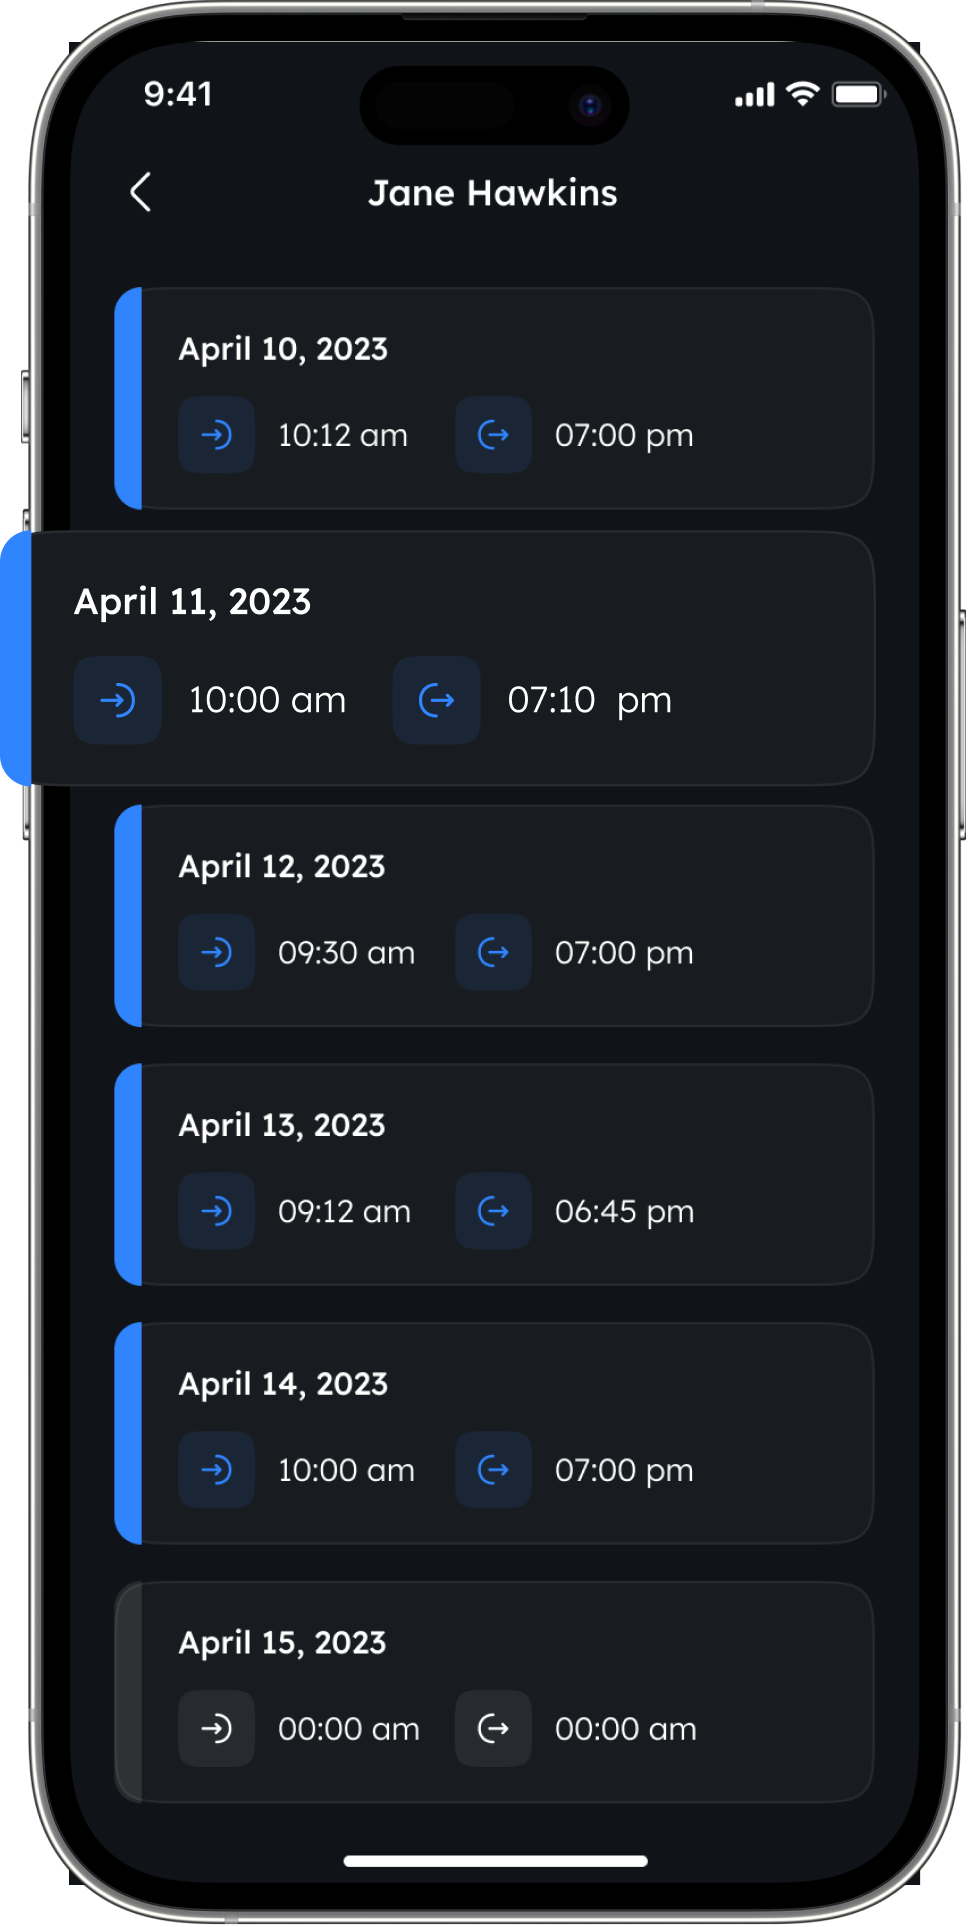 9:41
Jane Hawkins
April 10, 2023
10:12 am 07:00 pm
April 11, 2023
10:00 am 07:10 pm
April 12, 2023
09:30 am 07:00 pm
April 13, 2023
09:12 am 06:45 pm
April 14, 2023
10:00 am 07:00 pm
April 15, 2023
00:00 am 00:00 am